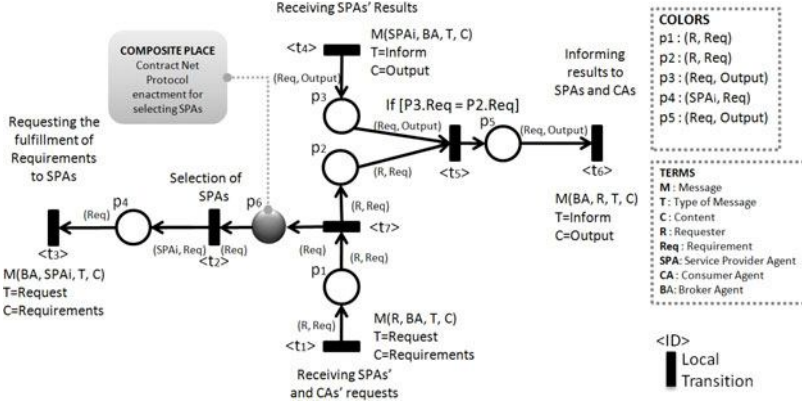 Receiving SPAs' Results
<t4>
M(SPAi, BA, T, C)
T=Inform
C=Output
COMPOSITE PLACE
Contract Net
Protocol
enactment for
selecting SPAs
(Req, Output)
p3
Informing
results to
SPAs and CAs
If [P3.Req = P2.Req]
(Req, Output)
p5
(Req, Output)
<t5>
<t6>
p2
(R, Req)
(R, Req)
M(BA, R, T, C)
T=Inform
C=Output
Requesting the
fulfillment of
Requirements
to SPAs
Selection of
SPAs
p4
(Req)
p6
<t3>
(SPAi, Req)
(Req)
<t2>
(Req)
<t7>
M(BA, SPAi, T, C)
T=Request
C=Requirements
(R, Req)
p1
(R, Req)
<t1>
M(R, BA, T, C)
T=Request
C=Requirements
Receiving SPAs'
and CAs' requests
COLORS
p1 : (R, Req)
p2 : (R, Req)
p3 : (Req, Output)
p4 : (SPAi, Req)
p5 : (Req, Output)
TERMS
M : Message
T : Type of Message
C : Content
R : Requester
Req : Requirement
SPA: Service Provider Agent
CA : Consumer Agent
BA: Broker Agent
<ID>
Local
Transition